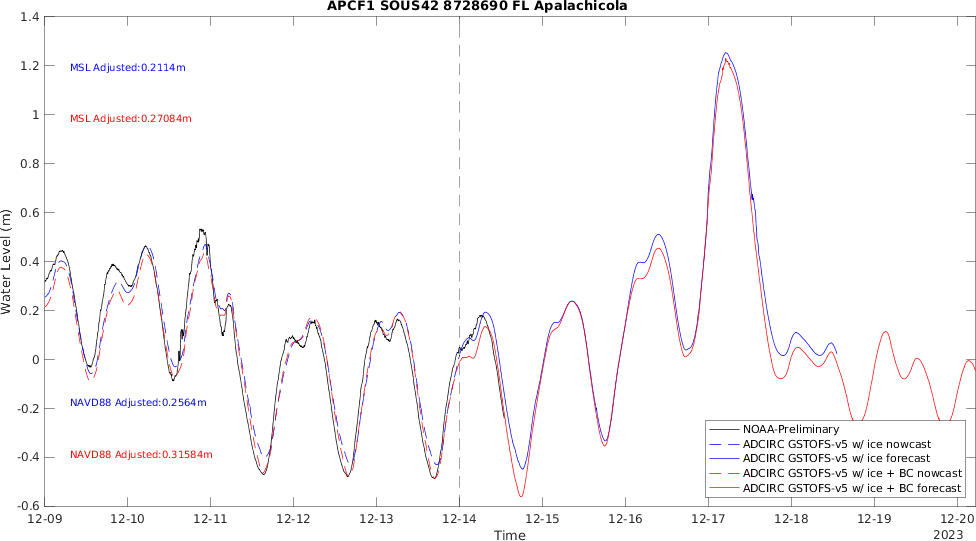 APCF1 SOUS42 8728690 FL Apalachicola
1.4
1.2
1
0.8
0.6
0.4
0.2
0
-0.2
-0.4
-0.6
Water Level (m)
MSL Adjusted:0.2114m
MSL Adjusted:0.27084m
NAVD88 Adjusted:0.2564m
NAVD88 Adjusted:0.31584m
NOAA-Preliminary
ADCIRC GSTOFS-v5 w/ ice nowcast
ADCIRC GSTOFS-v5 w/ ice forecast
ADCIRC GSTOFS-v5 w/ ice + BC nowcast
ADCIRC GSTOFS-v5 w/ ice + BC forecast
12-09 12-10 12-11 12-12 12-13 12-14 12-15 12-16 12-17 12-18 12-19 12-20
Time
2023